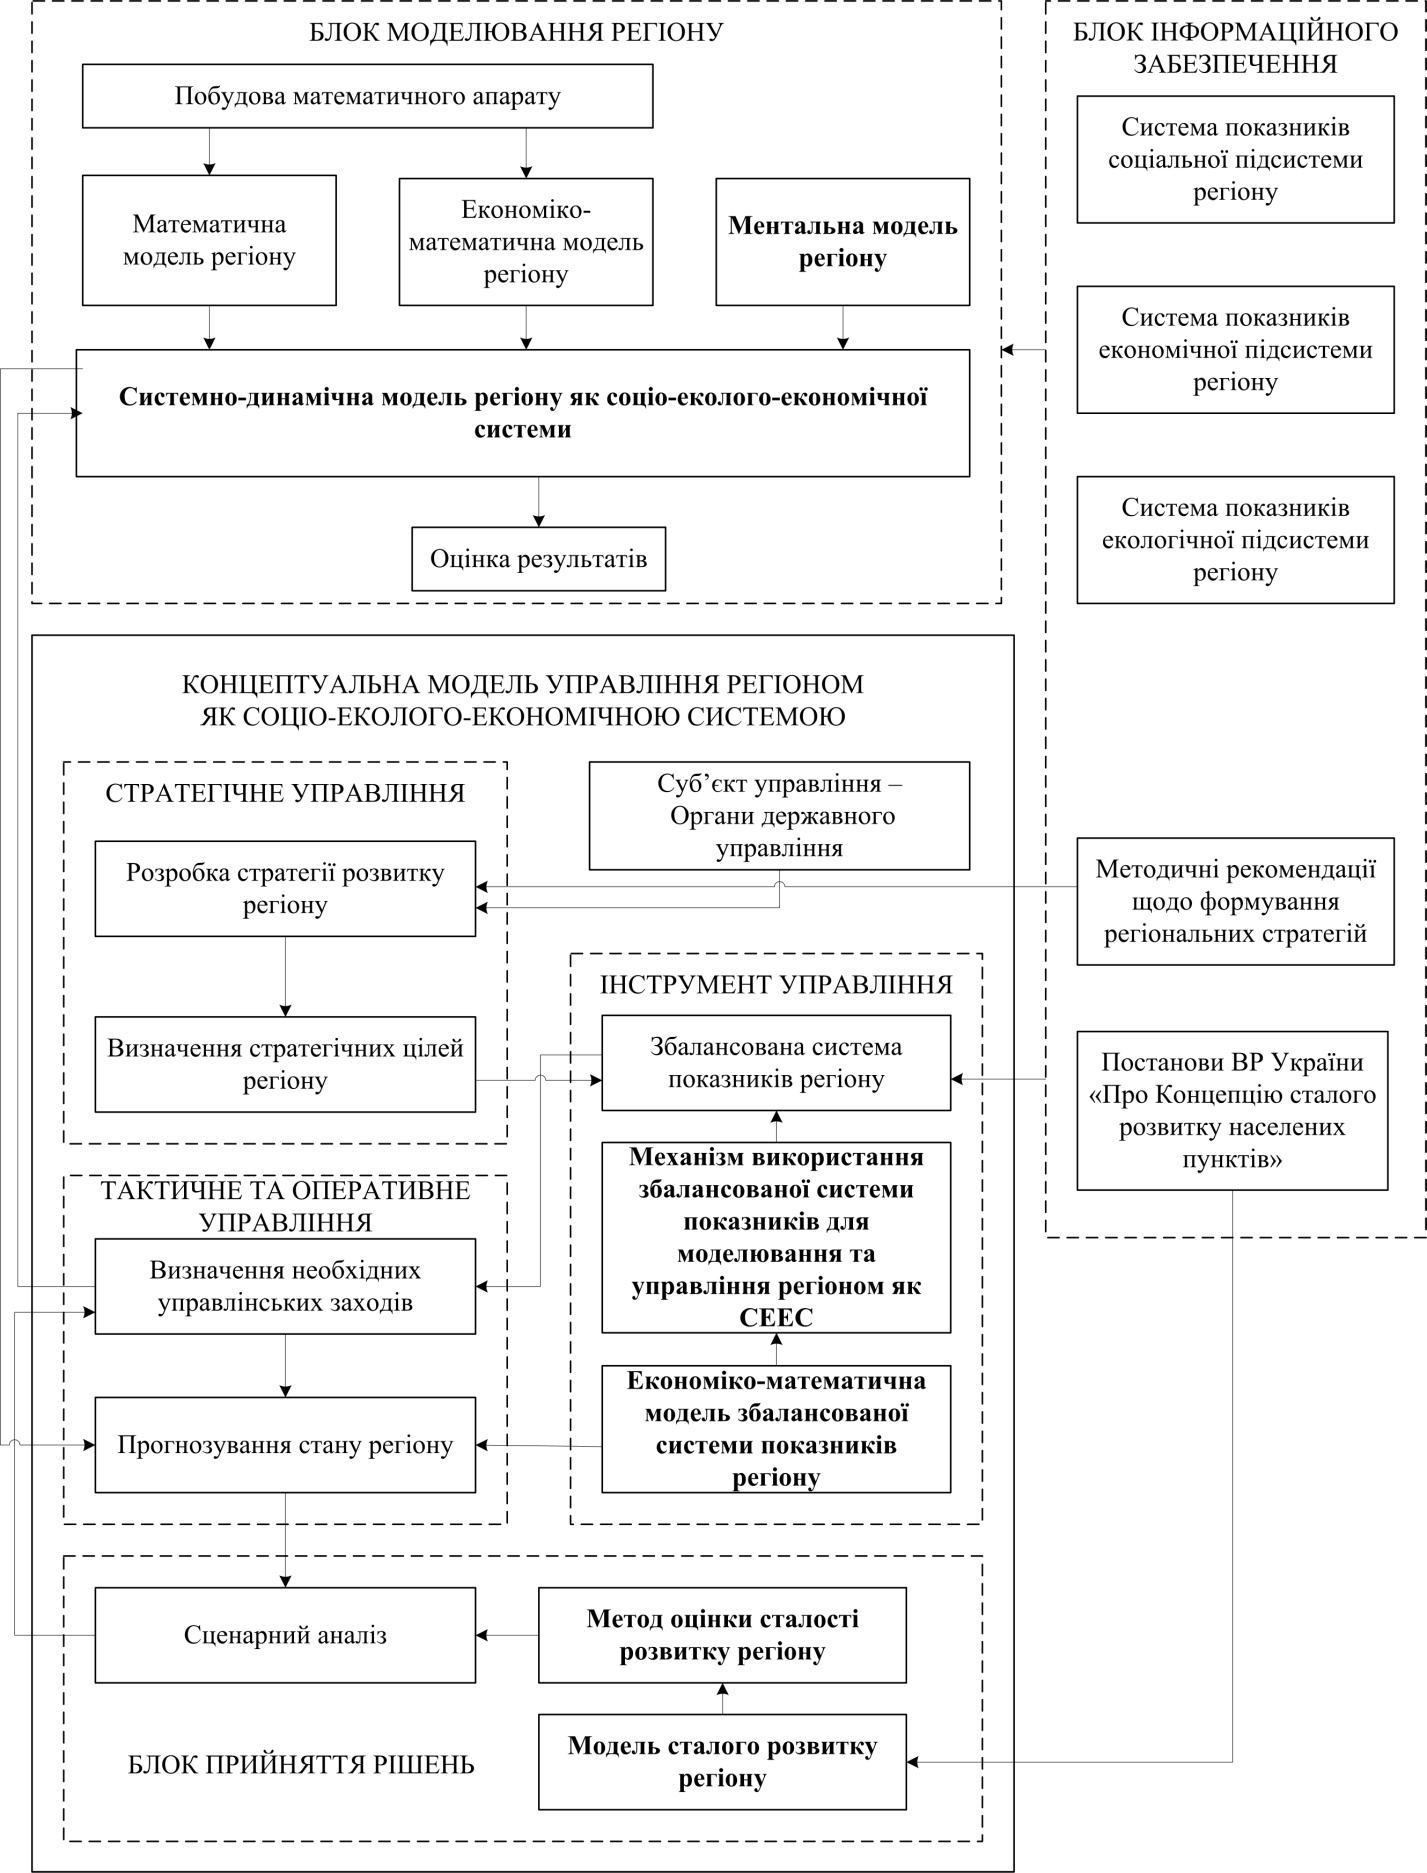 БЛОК МОДЕЛЮВАННЯ РЕГІОНУ
Побудова математичного апарату
Математична
модель регіону
Економіко-
математична модель
регіону
Ментальна модель
регіону
Системно-динамічна модель регіону як соціо-еколого-економічної
системи
Оцінка результатів
БЛОК ІНФОРМАЦІЙНОГО
ЗАБЕЗПЕЧЕННЯ
Система показників
соціальної підсистеми
регіону
Система показників
економічної підсистеми
регіону
Система показників
екологічної підсистеми
регіону
Методичні рекомендації
щодо формування
регіональних стратегій
Постанови ВР України
«Про Концепцію сталого
розвитку населених
пунктів»
КОНЦЕПТУАЛЬНА МОДЕЛЬ УПРАВЛІННЯ РЕГІОНОМ
ЯК СОЦІО-ЕКОЛОГО-ЕКОНОМІЧНОЮ СИСТЕМОЮ
СТРАТЕГІЧНЕ УПРАВЛІННЯ
Розробка стратегії розвитку
регіону
Визначення стратегічних цілей
регіону
Суб’єкт управління –
Органи державного
управління
ІНСТРУМЕНТ УПРАВЛІННЯ
Збалансована система
показників регіону
Механізм використання
збалансованої системи
показників для
моделювання та
управління регіоном як
СЕЕС
Економіко-математична
модель збалансованої
системи показників
регіону
ТАКТИЧНЕ ТА ОПЕРАТИВНЕ
УПРАВЛІННЯ
Визначення необхідних
управлінських заходів
Прогнозування стану регіону
Сценарний аналіз
Метод оцінки сталості
розвитку регіону
БЛОК ПРИЙНЯТТЯ РІШЕНЬ
Модель сталого розвитку
регіону